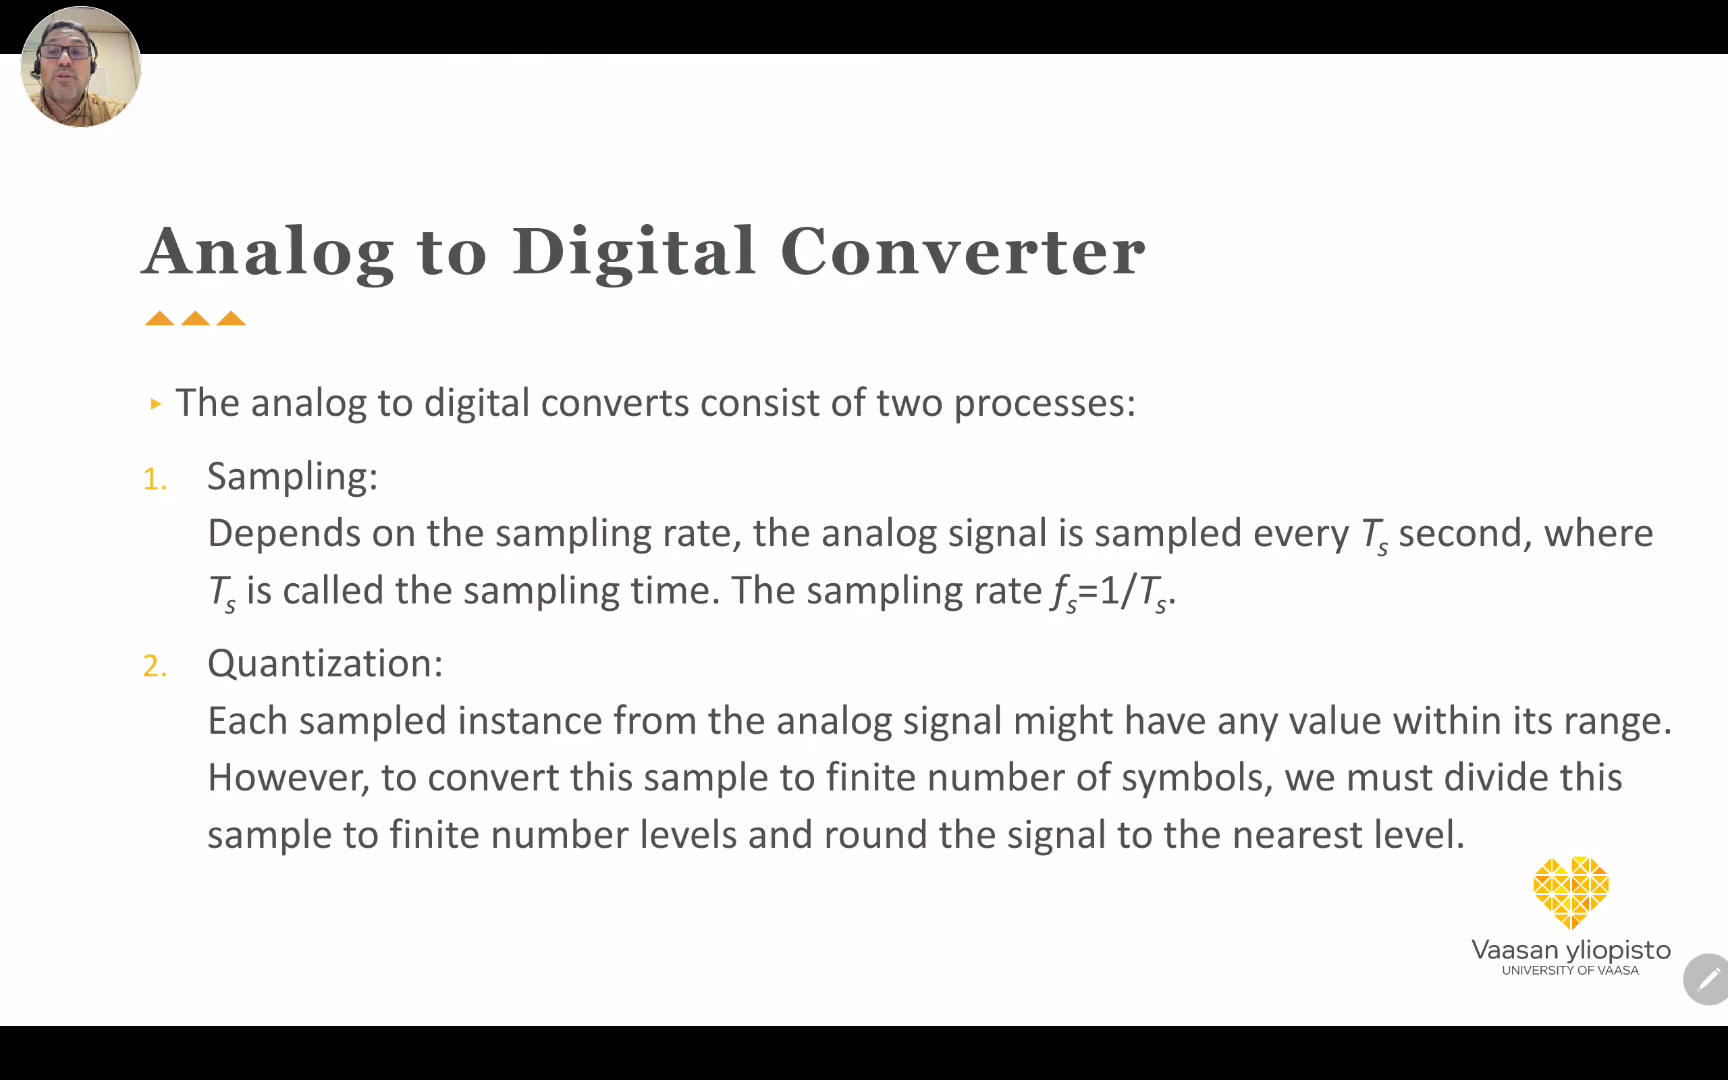 Analog to Digital Converter
The analog to digital converts consist of two processes:
1. Sampling:
Depends on the sampling rate, the analog signal is sampled every Ts second, where
Ts is called the sampling time. The sampling rate fs=1/Ts.
2. Quantization:
Each sampled instance from the analog signal might have any value within its range.
However, to convert this sample to finite number of symbols, we must divide this
sample to finite number levels and round the signal to the nearest level.
Vaasan yliopisto
UNIVERSITY OF VAASA